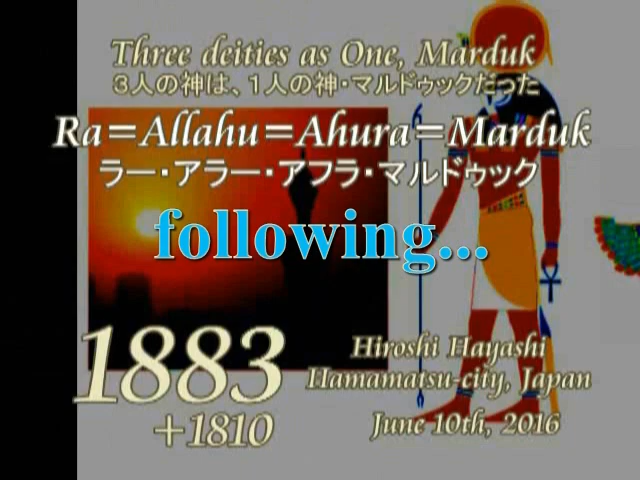 Three deities as One, Marduk
３人の神は、１人の神・マルドゥックだった
Ra=Allahu=Ahura=Marduk
ラー・アラー・アフラ・マルドゥック
following...
1883
+1810
Hiroshi Hayashi
Hamamatsu-city, Japan
June 10th, 2016